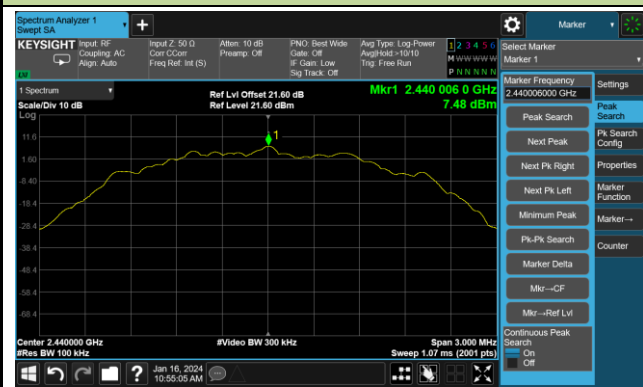 Spectrum Analyzer 1
Swept SA
+
Marker
KEYSIGHT
Input: RF
Coupling: AC
Align: Auto
Input Z: 50 Ω
Corr CCorr
Freq Ref: Int (S)
Atten: 10 dB
Preamp: Off
PNO: Best Wide
Gate: Off
IF Gain: Low
Sig Track: Off
Avg Type: Log-Power
Avg|Hold:>10/10
Trig: Free Run
1 2 3 4 5 6
M W W W W W
P N N N N N
LXI
Select Marker
Marker 1
1 Spectrum
Scale/Div 10 dB
Log
Ref Lvl Offset 21.60 dB
Ref Level 21.60 dBm
Mkr1 2.440 006 0 GHz
7.48 dBm
1
11.6
1.60
-8.40
-18.4
-28.4
-38.4
-48.4
-58.4
-68.4
Center 2.440000 GHz
#Res BW 100 kHz
#Video BW 300 kHz
Span 3.000 MHz
Sweep 1.07 ms (2001 pts)
Marker Frequency
2.440006000 GHz
Peak Search
Next Peak
Next Pk Right
Next Pk Left
Minimum Peak
Pk-Pk Search
Marker Delta
Mkr→CF
Mkr→Ref Lvl
Continuous Peak
Search
On
Off
Settings
Peak
Search
Pk Search
Config
Properties
Marker
Function
Marker→
Counter
?
Jan 16, 2024
10:55:05 AM